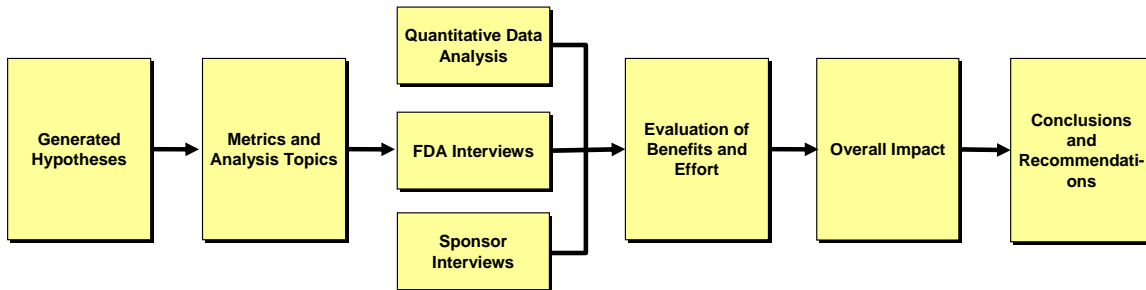 Generated
Hypotheses
Metrics and
Analysis Topics
Quantitative Data
Analysis
FDA Interviews
Sponsor
Interviews
Evaluation of
Benefits and
Effort
Overall Impact
Conclusions
and
Recommendati-
ons